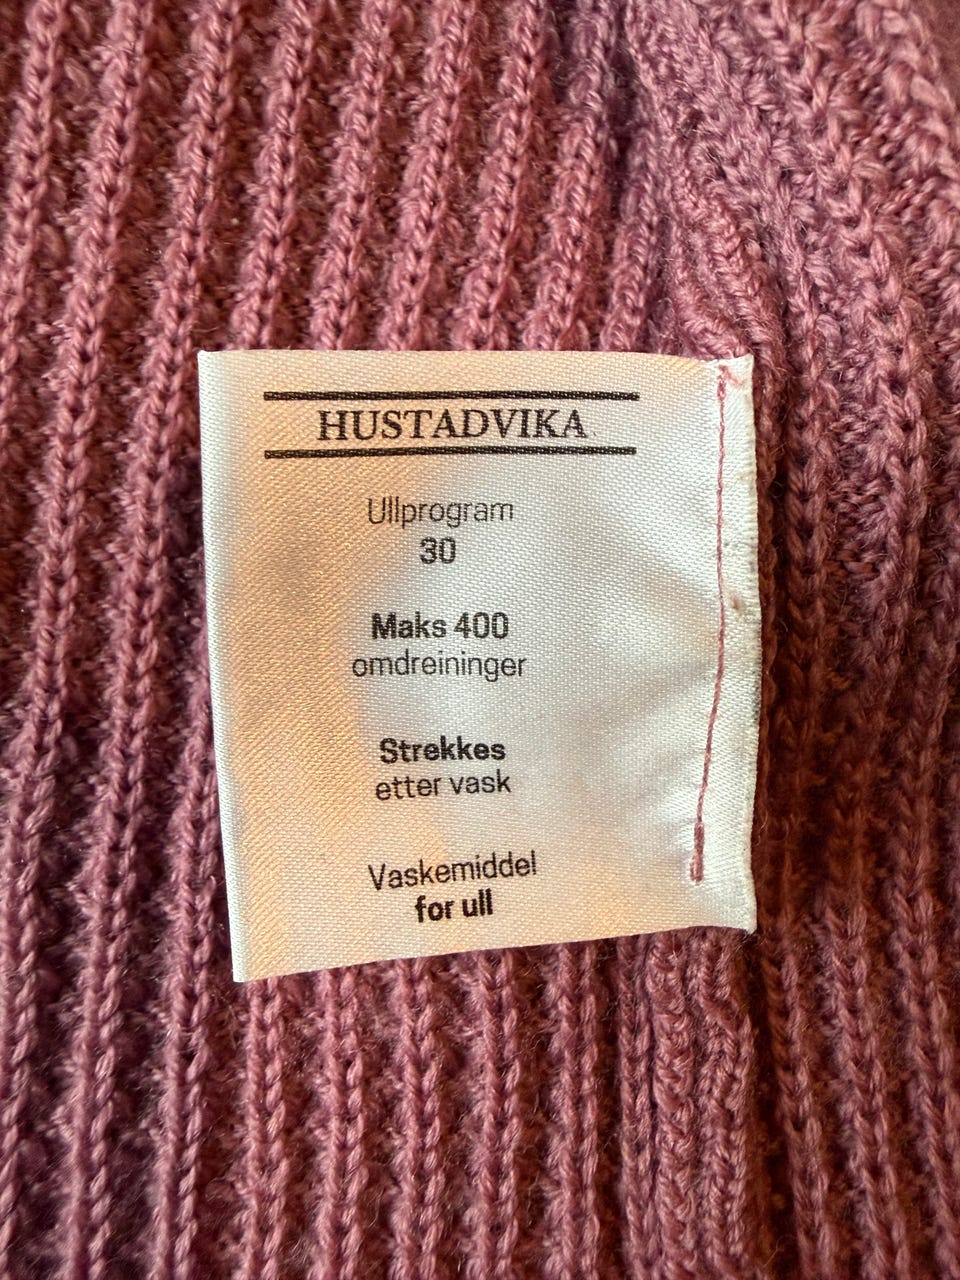 HUSTADVIKA
Ullprogram
30
Maks 400
omdreininger
Strekkes
etter vask
Vaskemiddel
for ull